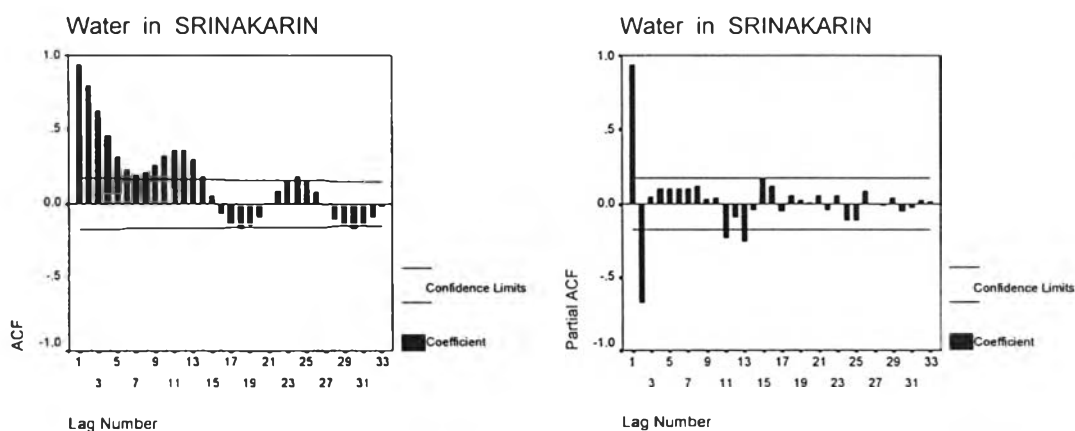 Water in SRINAKARIN
1.0
.5
0.0
-.5
-1.0
ACF
1 5 9 13 17 21 25 29 33
3 7 11 15 19 23 27 31
Lag Number
Confidence Limits
Coefficient
Water in SRINAKARIN
1.0
.5
0.0
-.5
-1.0
Partial ACF
1 5 9 13 17 21 25 29 33
3 7 11 15 19 23 27 31
Lag Number
Confidence Limits
Coefficient